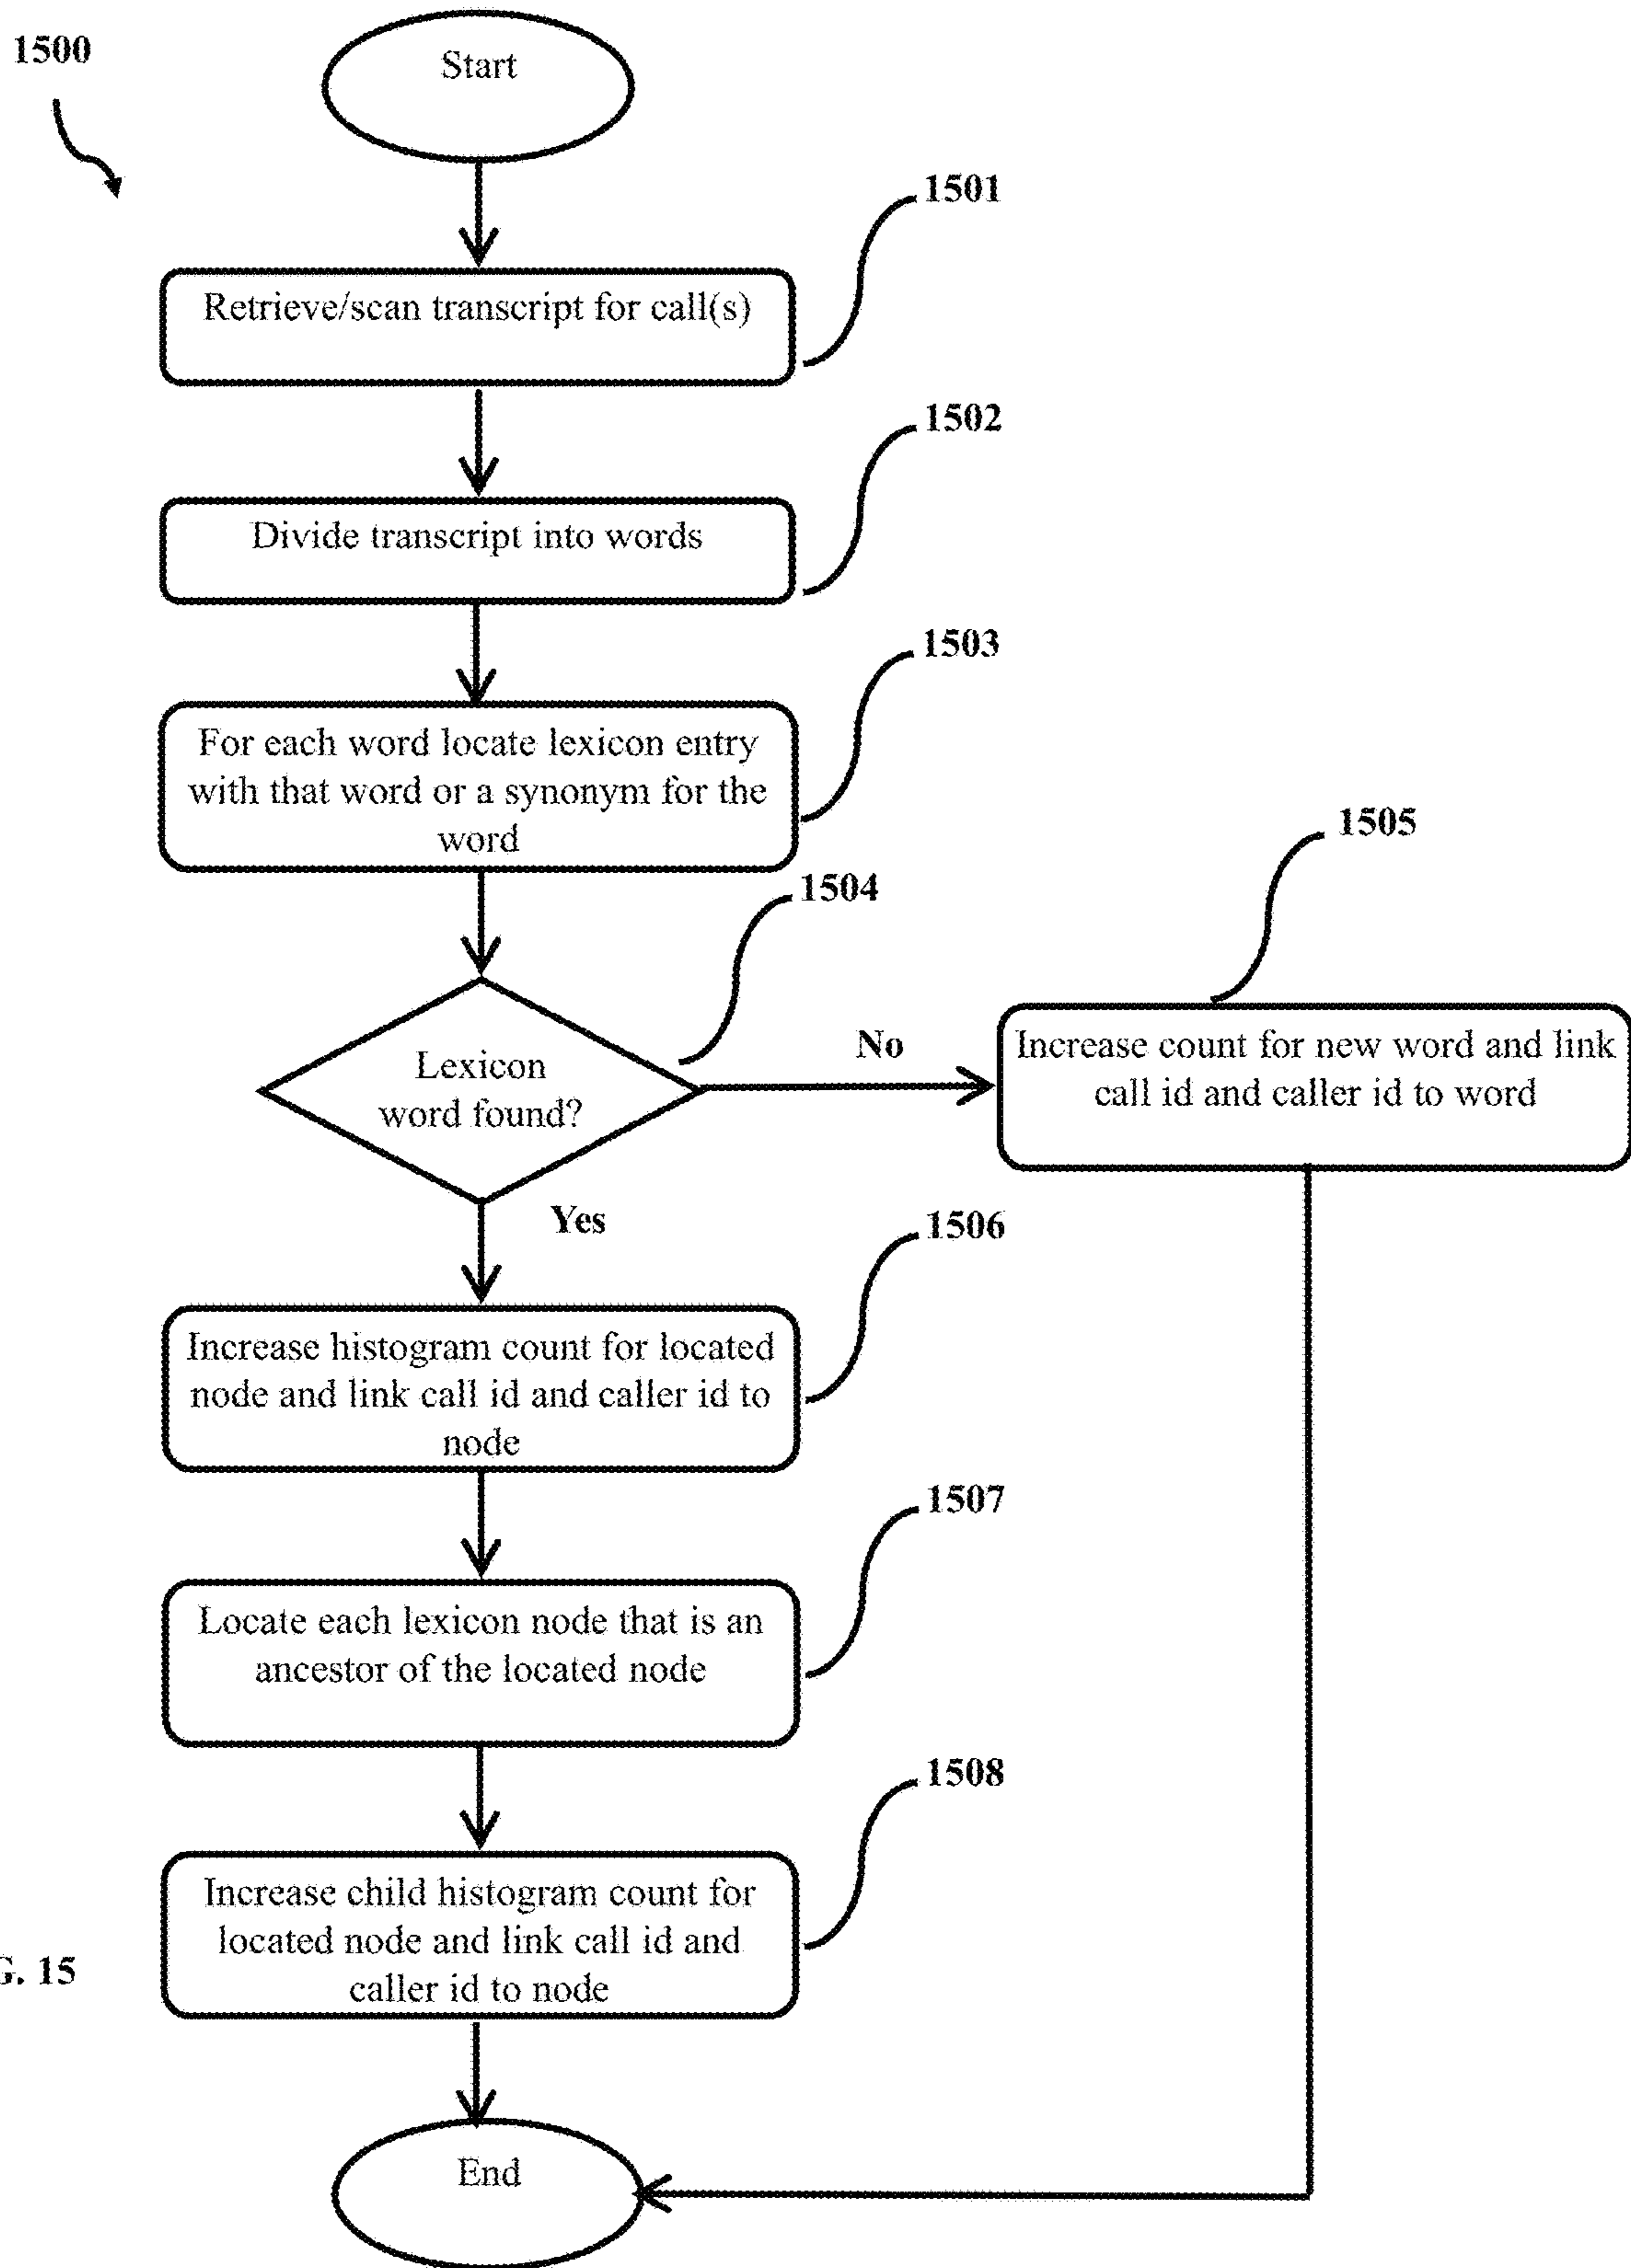 1500
Start
1501
Retrieve/scan transcript for call(s)
1502
Divide transcript into words
1503
For each word locate lexicon entry
with that word or a synonym for the
word
1504
1505
Lexicon
word found?
No
Increase count for new word and link
call id and caller id to word
Yes
1506
Increase histogram count for located
node and link call id and caller id to
node
1507
Locate each lexicon node that is an
ancestor of the located node
1508
Increase child histogram count for
located node and link call id and
caller id to node
G. 15
End